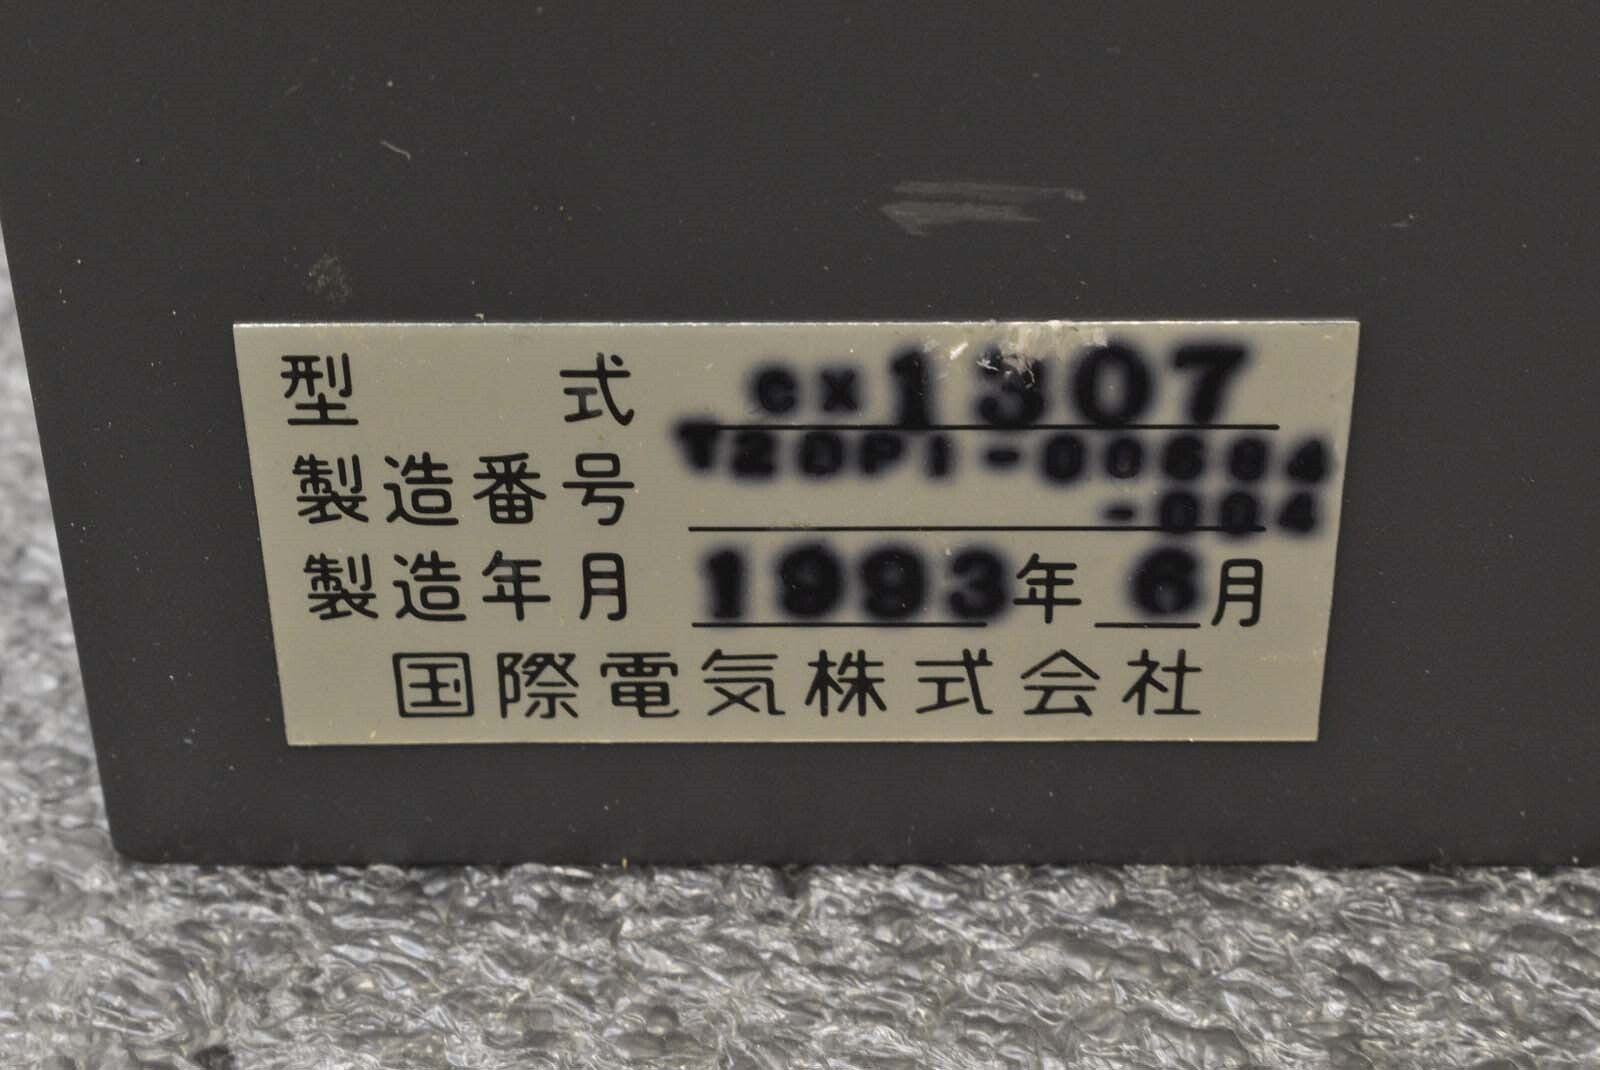 型式 cx1307
製造番号 T20P1-00684
-004
製造年月 1993年6月
国際電気株式会社